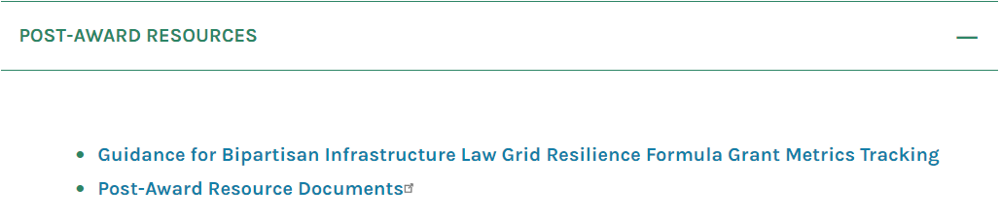 POST-AWARD RESOURCES
Guidance for Bipartisan Infrastructure Law Grid Resilience Formula Grant Metrics Tracking
Post-Award Resource Documents